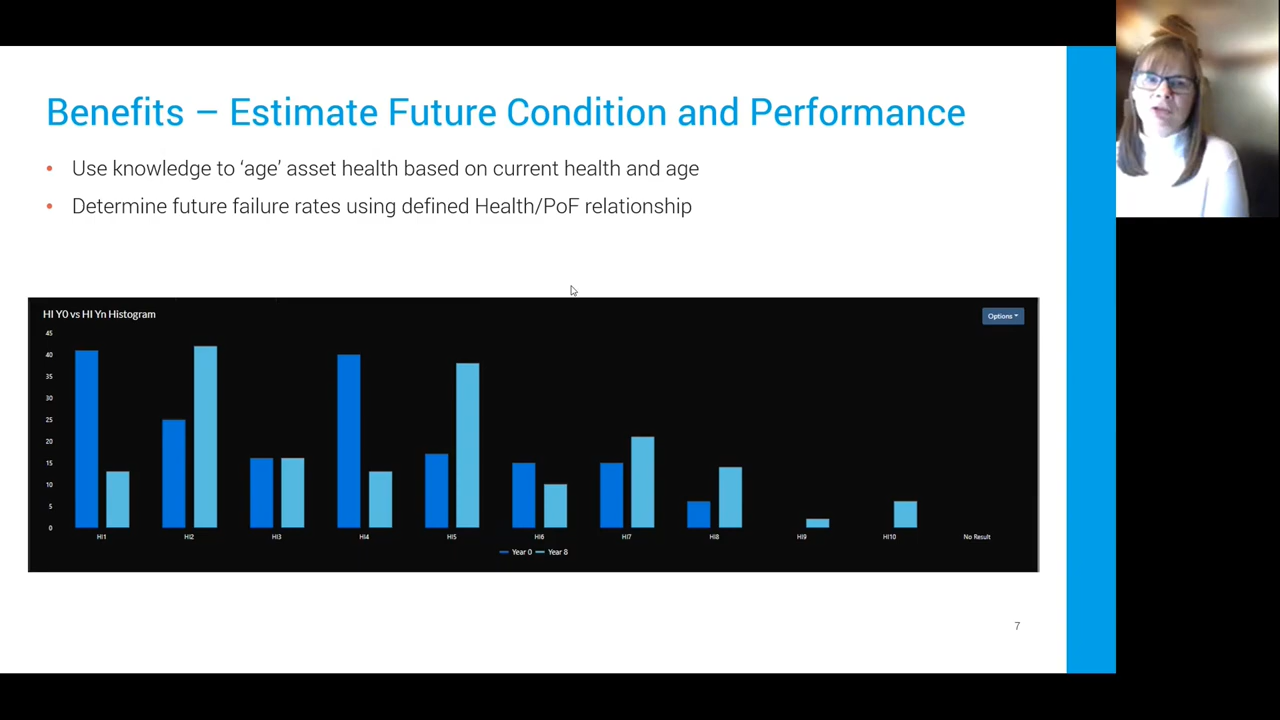 Benefits – Estimate Future Condition and Performance
• Use knowledge to ‘age’ asset health based on current health and age
• Determine future failure rates using defined Health/PoF relationship
HI Y0 vs HI Yn Histogram
Options
45
40
35
30
25
20
15
10
5
0
HI1 HI2 HI3 HI4 HI5 HI6 HI7 HI8 HI9 HI10 No Result
Year 0 Year 8
7